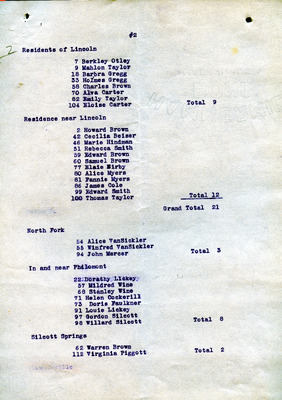 #2
2
Residents of Lincoln
7 Berkley Otley
9 Mahlon Taylor
18 Barbra Gregg
33 Holmes Gregg
38 Charles Brown
70 Alva Carter
82 Emily Taylor
104 Eloise Carter Total 9
Residence near Lincoln
2 Howard Brown
42 Cecilia Beiser
46 Marie Hindman
51 Rebecca Smith
59 Edward Brown
60 Samuel Brown
77 Elsie Kirby
80 Alice Myers
81 Fannie Myers
86 James Cole
99 Edward Smith
100 Thomas Taylor Total 12
Grand Total 21
North Fork
54 Alice VanSickler
55 Winfred VanSickler
94 John Mercer Total 3
In and near Philomont
22 Dorathy Lickey
57 Mildred Wine
68 Stanley Wine
71 Helen Cockerill
73 Doris Faulkner
91 Louie Lickey
97 Gordon Silcott
98 Willard Silcott Total 8
Silcott Springs
62 Warren Brown
112 Virginia Piggott Total 2